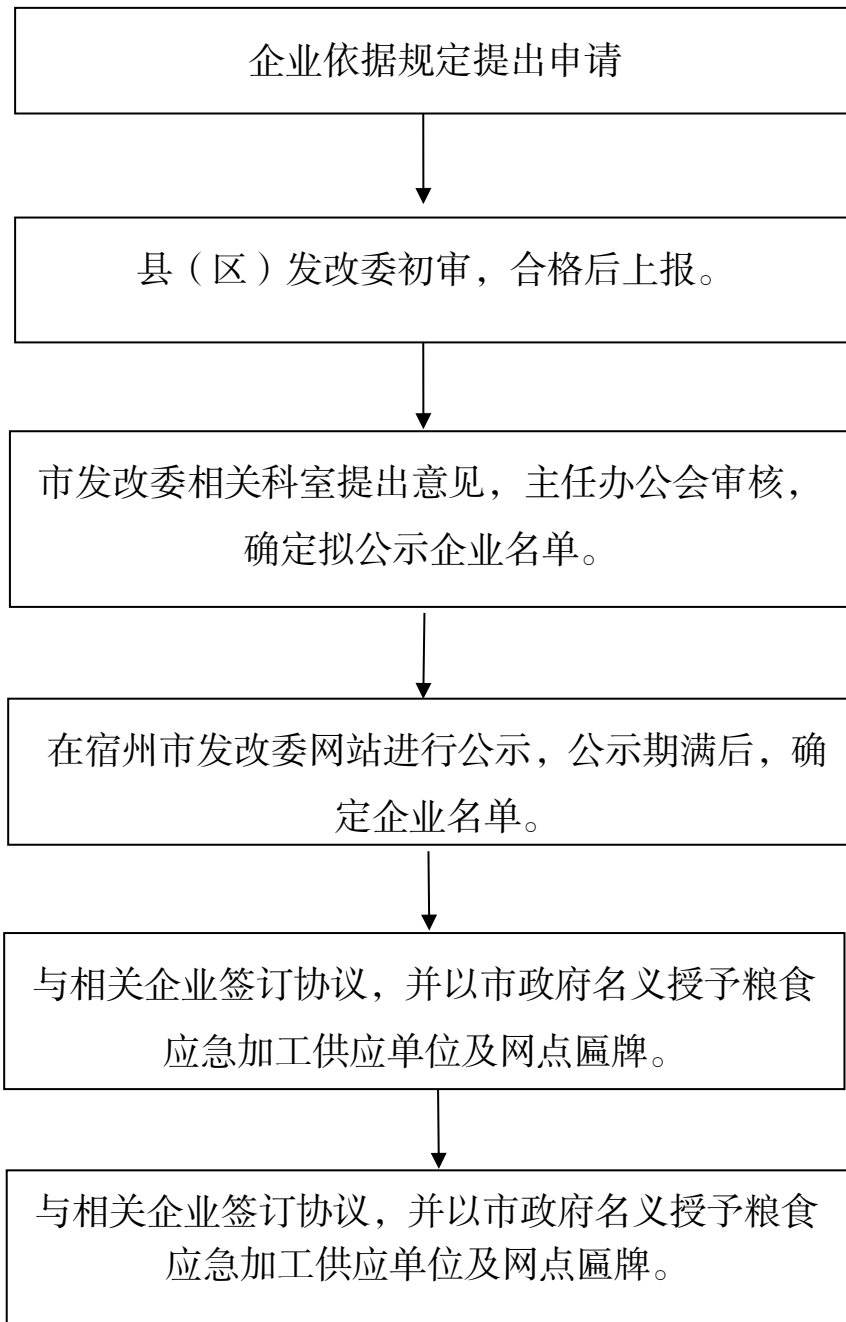 企业依据规定提出申请
县（区）发改委初审，合格后上报。
市发改委相关科室提出意见，主任办公会审核，
确定拟公示企业名单。
在宿州市发改委网站进行公示，公示期满后，确
定企业名单。
与相关企业签订协议，并以市政府名义授予粮食
应急加工供应单位及网点匾牌。
与相关企业签订协议，并以市政府名义授予粮食
应急加工供应单位及网点匾牌。